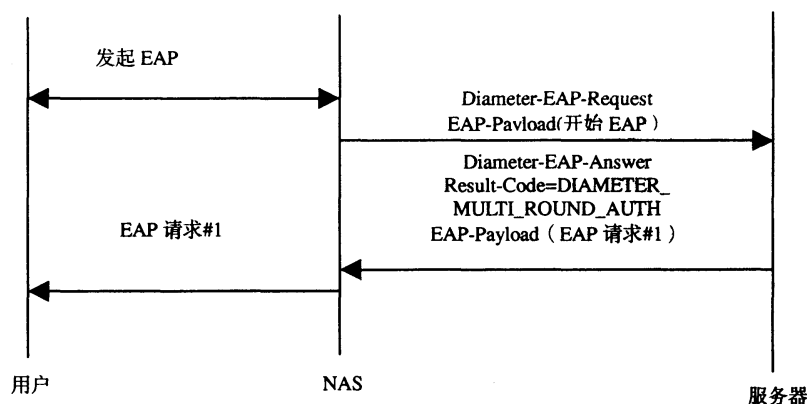 发起 EAP
Diameter-EAP-Request
EAP-Pavload(开始 EAP）
Diameter-EAP-Answer
Result-Code=DIAMETER_
MULTI_ROUND_AUTH
EAP-Payload（EAP 请求#1）
EAP 请求#1
用户
NAS
服务器